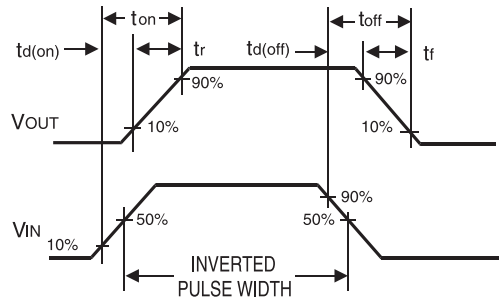 ton toff
td(on) tr td(off) tf
90% 90%
VOUT 10% 10%
90%
VIN 50% 50%
10%
INVERTED
PULSE WIDTH